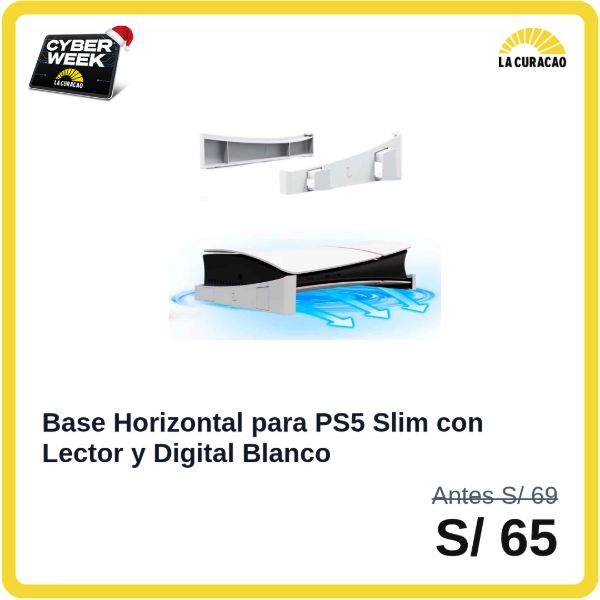 CYBER
WEEK
LA CURACAO
LA CURACAO
L
L
Base Horizontal para PS5 Slim con
Lector y Digital Blanco
Antes S/ 69
S/ 65